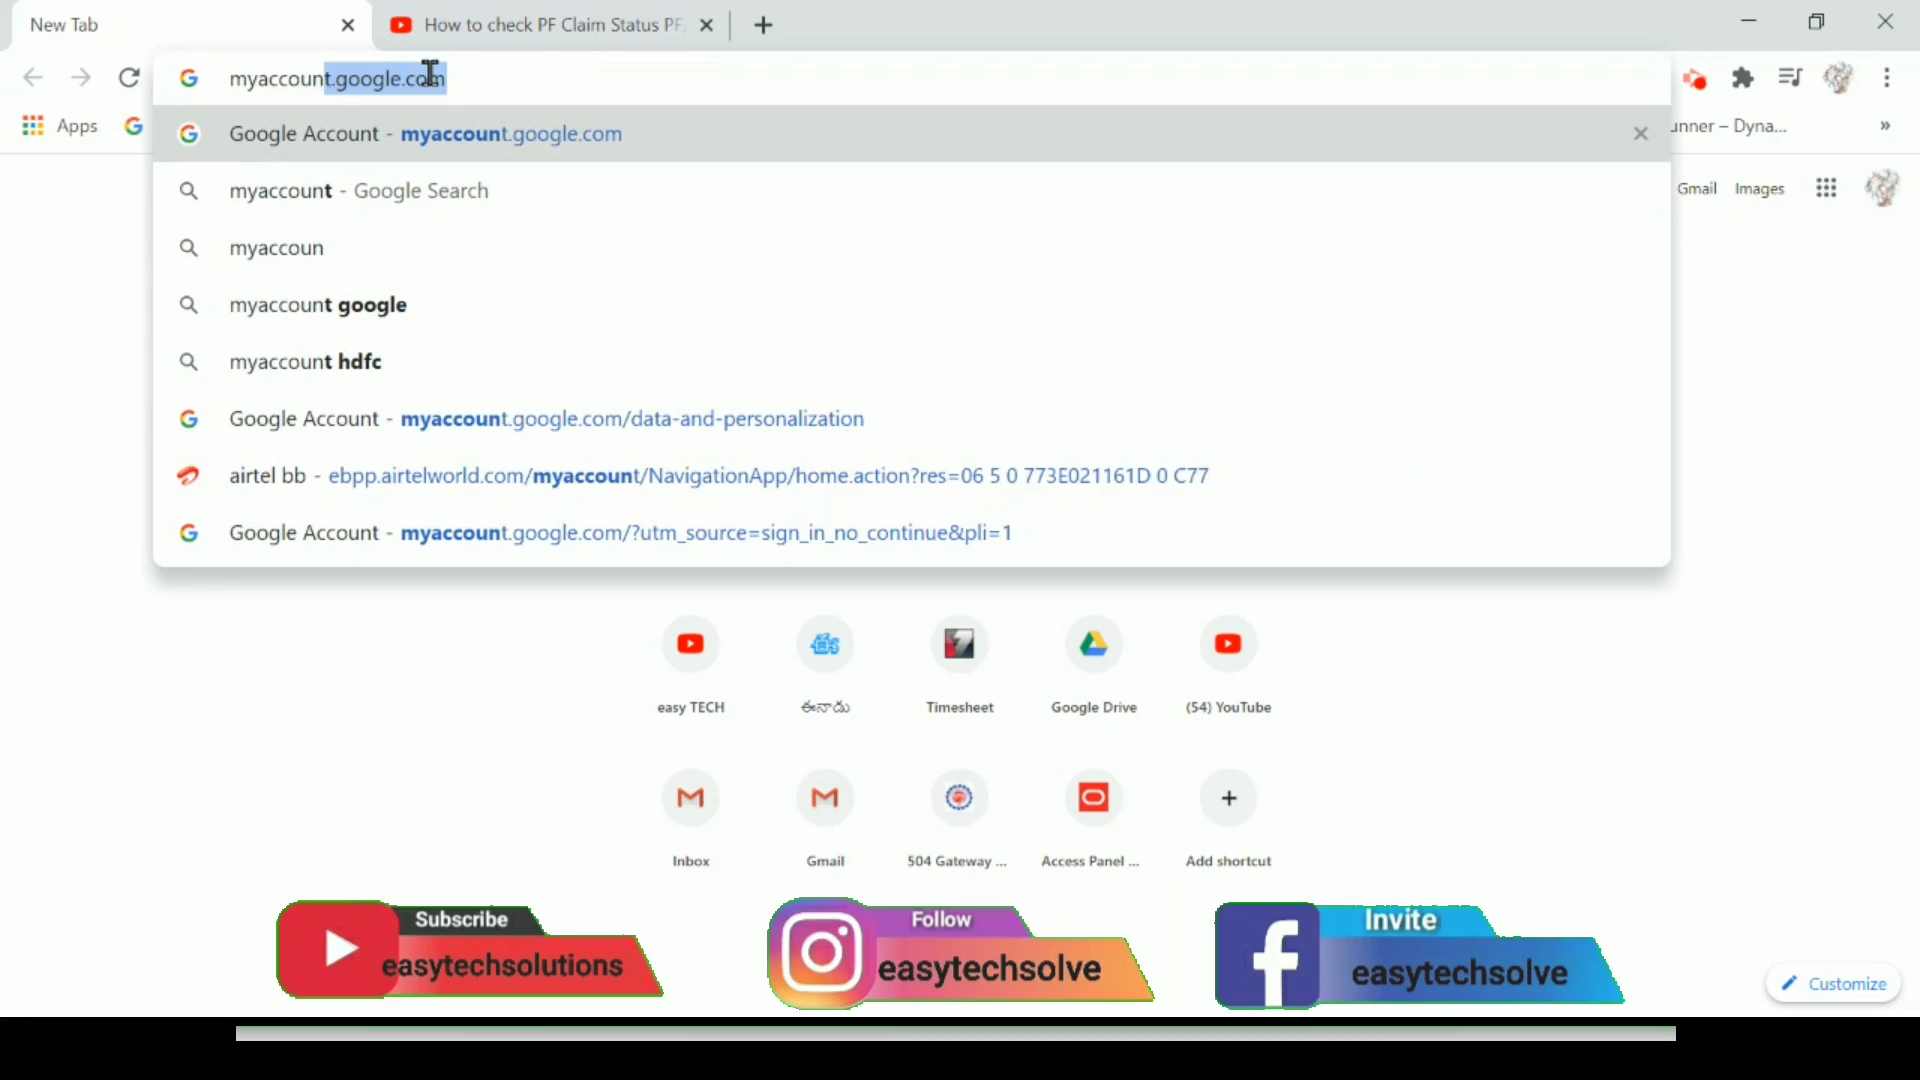 New Tab
How to check PF Claim Status PF
myaccount.google.com
Apps
unner – Dyna...
Google Account - myaccount.google.com
myaccount - Google Search
Gmail Images
myaccoun
myaccount google
myaccount hdfc
Google Account - myaccount.google.com/data-and-personalization
airtel bb - ebpp.airtelworld.com/myaccount/NavigationApp/home.action?res=06 5 0 773E021161D 0 C77
Google Account - myaccount.google.com/?utm_source=sign_in_no_continue&pli=1
easy TECH
ఈనాడు
Timesheet
Google Drive
(54) YouTube
Inbox
Gmail
504 Gateway ...
Access Panel ...
Add shortcut
Subscribe
easytechsolutions
Follow
easytechsolve
Invite
easytechsolve
Customize